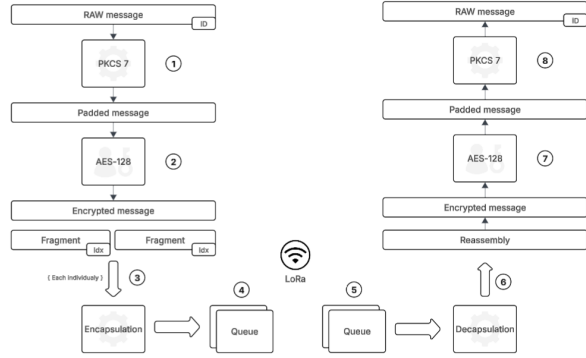 RAW message
ID
PKCS 7
1
Padded message
AES-128
2
Encrypted message
Fragment
Idx
Fragment
Idx
( Each individualy )
3
Encapsulation
4
Queue
LoRa
5
Queue
Decapsulation
6
Reassembly
Encrypted message
AES-128
7
Padded message
PKCS 7
8
RAW message
ID